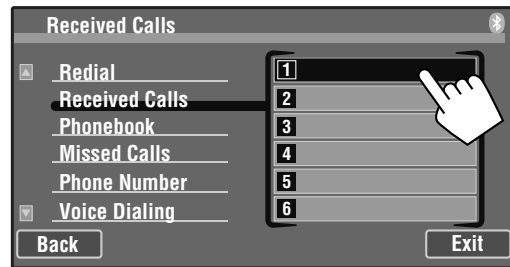 Received Calls
Redial
Received Calls
Phonebook
Missed Calls
Phone Number
Voice Dialing
1
2
3
4
5
6
Back
Exit